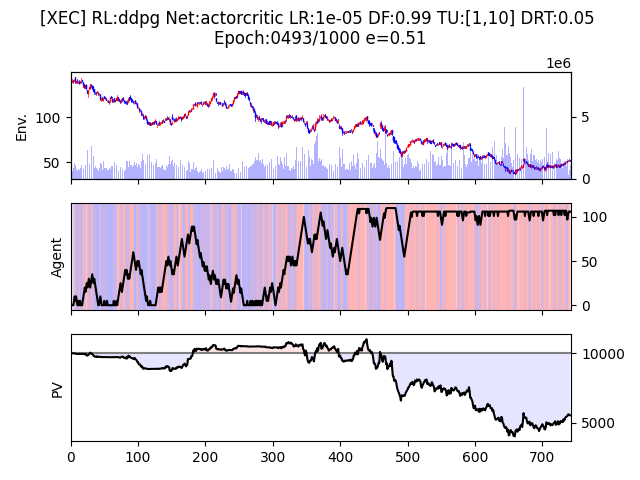 [XEC] RL:ddpg Net:actorcritic LR:1e-05 DF:0.99 TU:[1,10] DRT:0.05
Epoch:0493/1000 e=0.51
1e6
Env.
100
50
5
0
Agent
100
50
0
PV
10000
5000
0 100 200 300 400 500 600 700